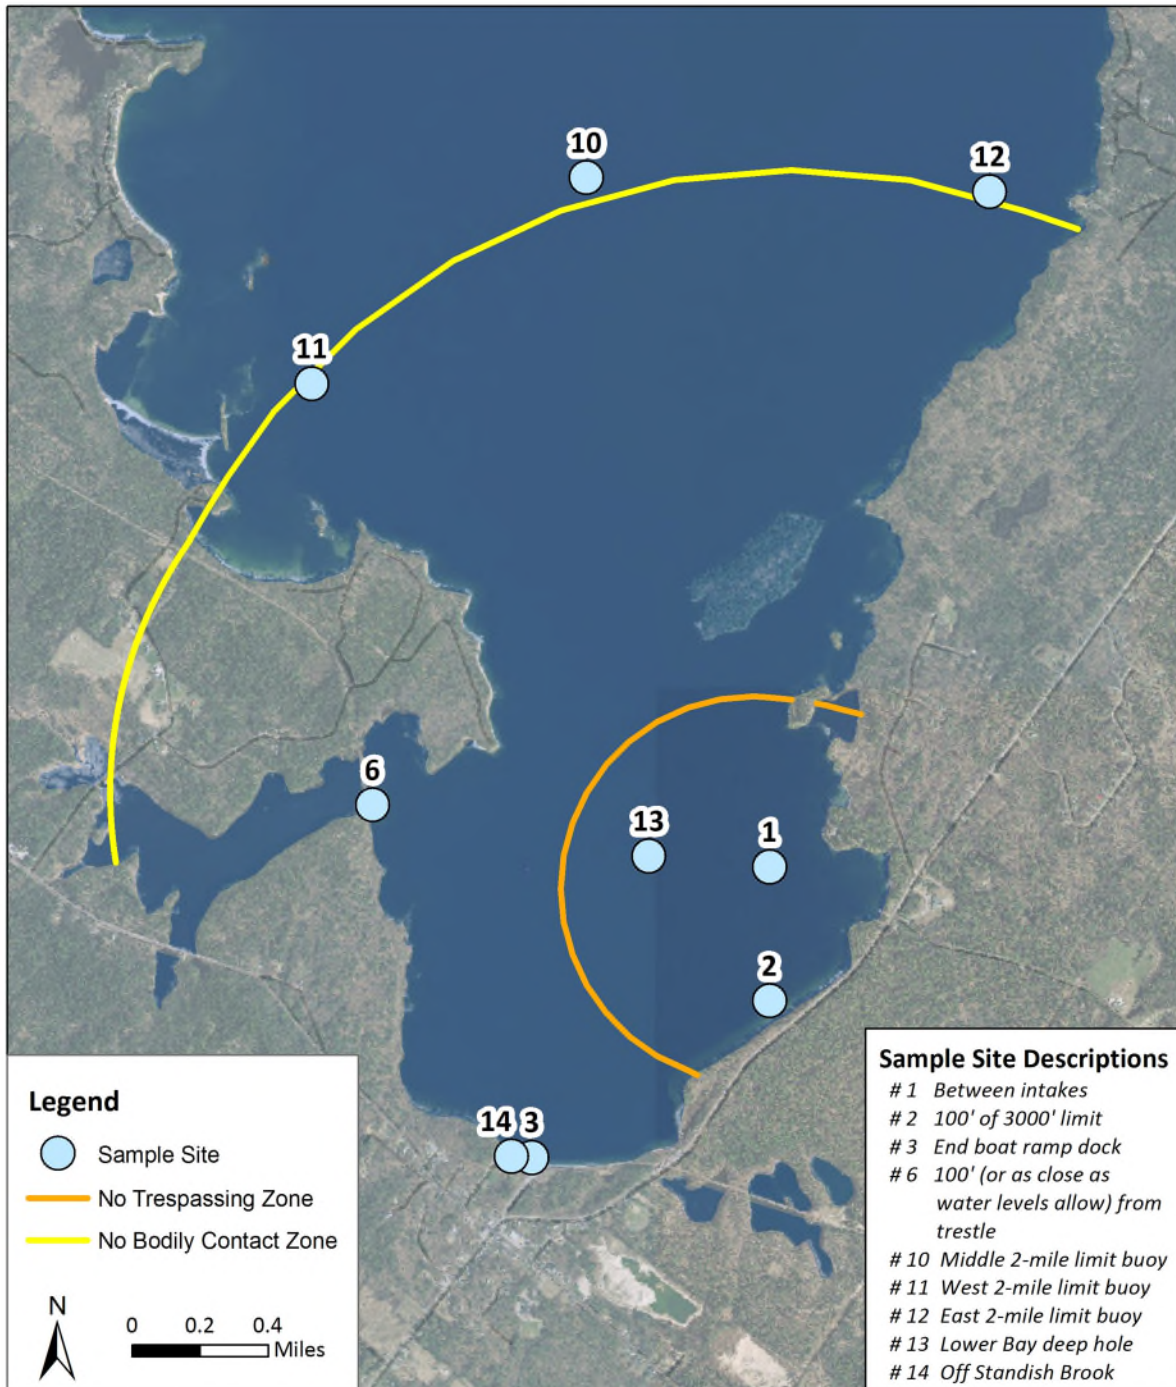 10
12
11
6
13
1
2
14
3
Legend
Sample Site
No Trespassing Zone
No Bodily Contact Zone
N
0 0.2 0.4
Miles
Sample Site Descriptions
# 1 Between intakes
# 2 100' of 3000' limit
# 3 End boat ramp dock
# 6 100' (or as close as
water levels allow) from
trestle
# 10 Middle 2-mile limit buoy
# 11 West 2-mile limit buoy
# 12 East 2-mile limit buoy
# 13 Lower Bay deep hole
# 14 Off Standish Brook